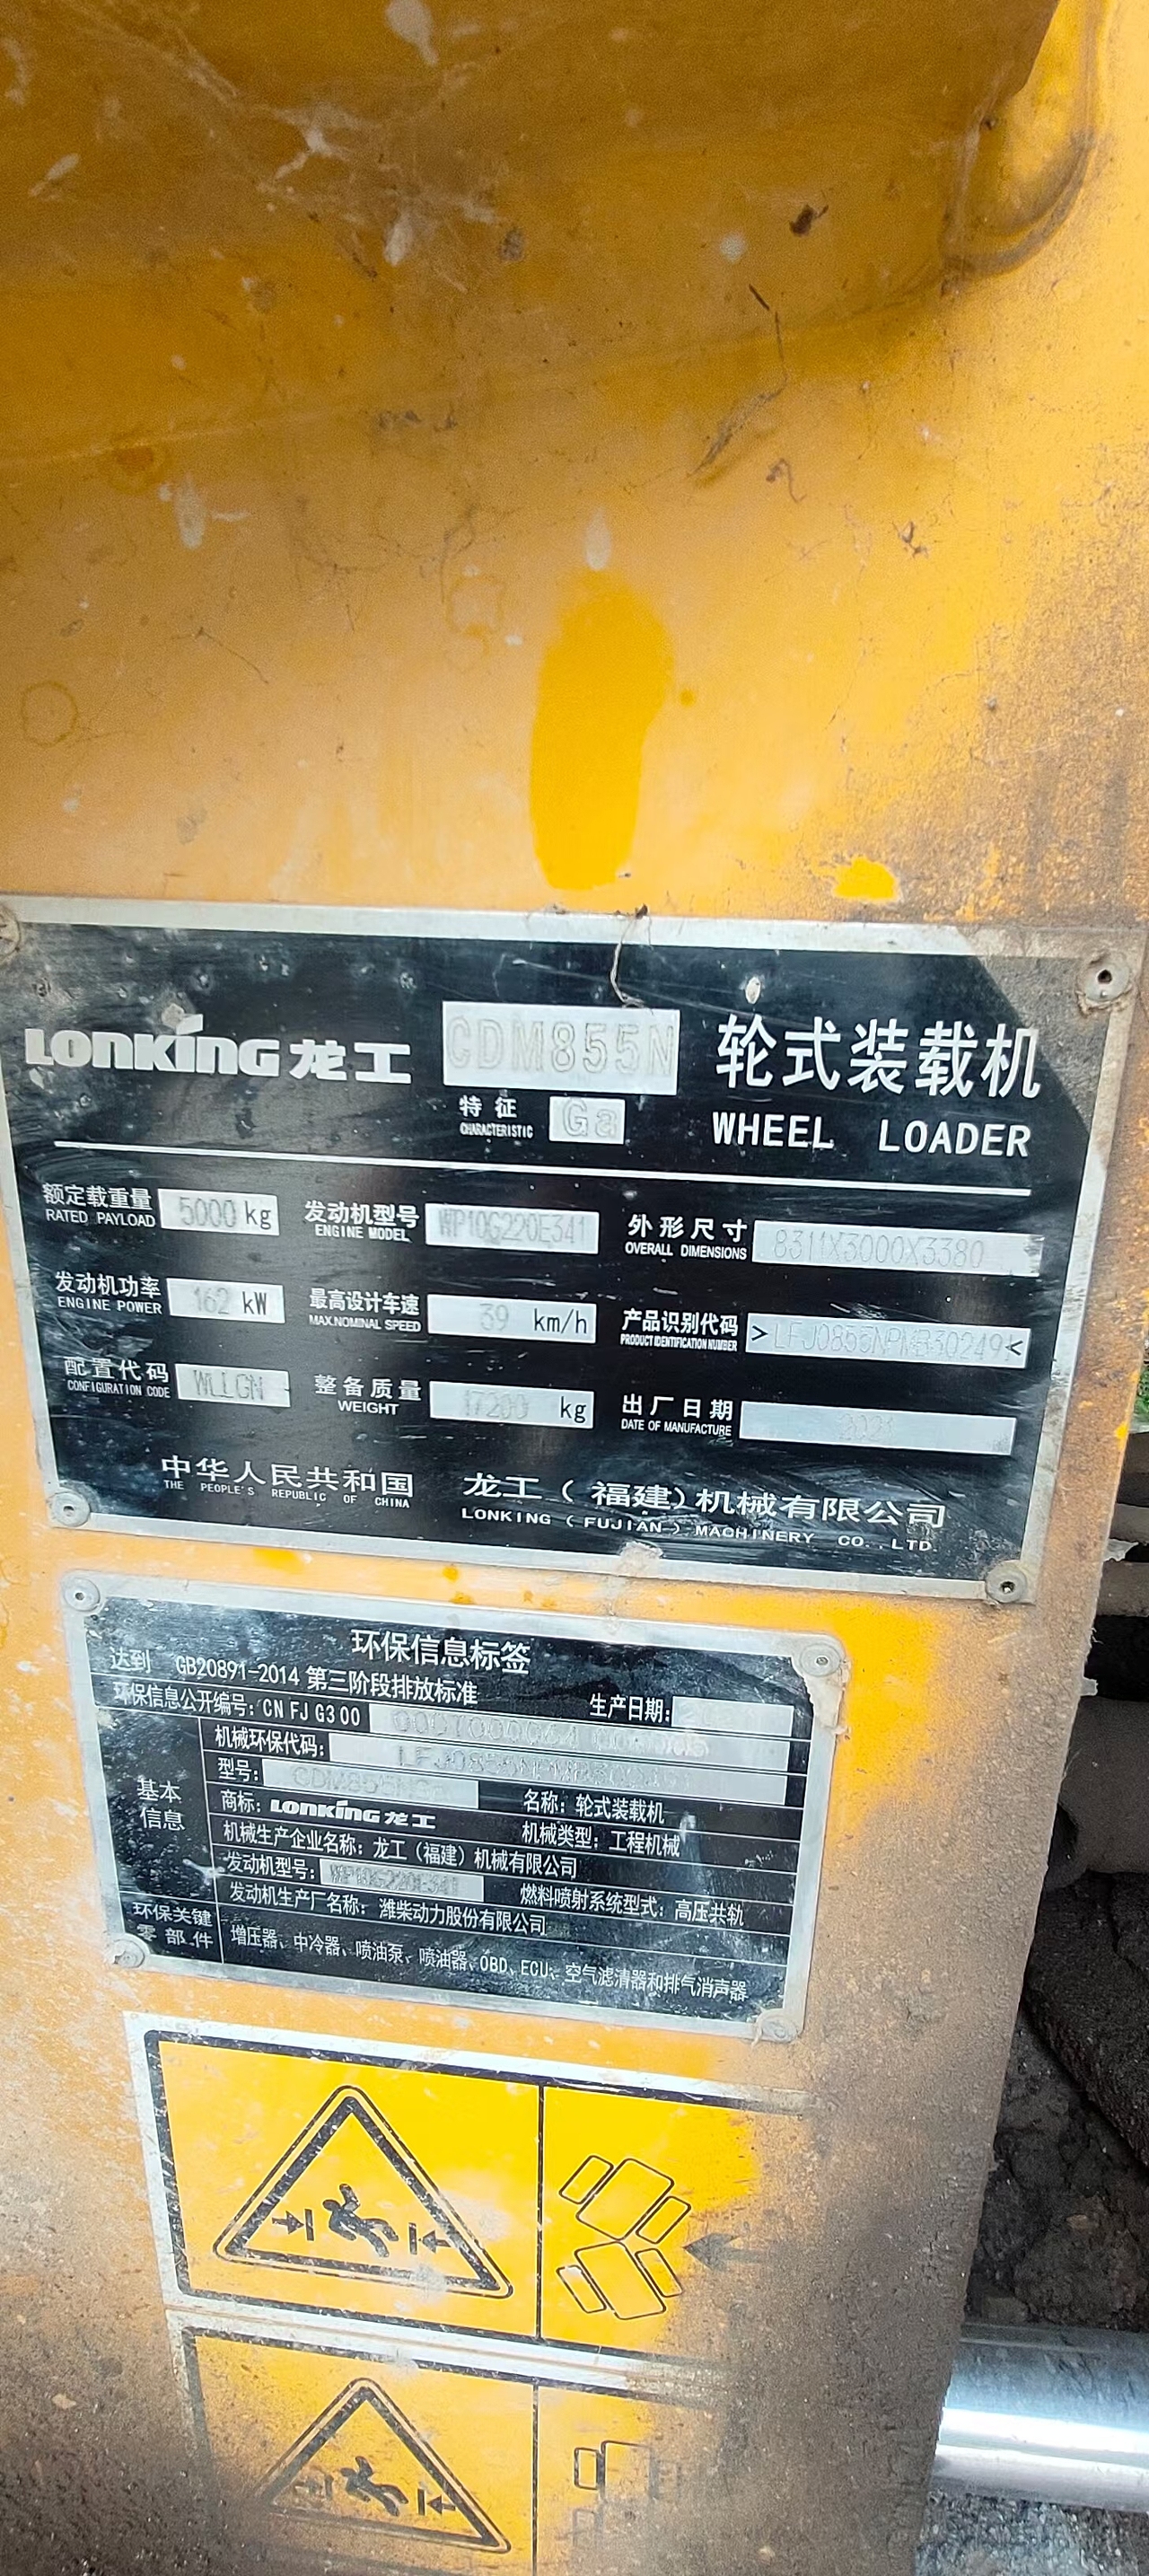 LONKING 龙工 CDM855N 轮式装载机
特征 Ga
CHARACTERISTIC
WHEEL LOADER
额定载重量 5000 kg 发动机型号 WP10G220E341 外形尺寸 8311X3000X3380
RATED PAYLOAD ENGINE MODEL OVERALL DIMENSIONS
发动机功率 162 kW 最高设计车速 39 km/h 产品识别代码
ENGINE POWER MAX.NOMINAL SPEED PRODUCT IDENTIFICATION NUMBER
配置代码 WLLGN 整备质量 17200 kg 出厂日期 2021
CONFIGURATION CODE WEIGHT DATE OF MANUFACTURE
中华人民共和国 龙工（福建）机械有限公司
THE PEOPLE'S REPUBLIC OF CHINA LONKING ( FUJIAN ) MACHINERY CO.,LTD
环保信息标签
达到 GB20891-2014 第三阶段排放标准 生产日期:
环保信息公开编号: CN FJ G3 00
机械环保代码:
型号: 名称: 轮式装载机
基本信息
商标: LONKING 龙工 机械类型: 工程机械
机械生产企业名称: 龙工（福建）机械有限公司
发动机型号: WP10G220E341 燃料喷射系统型式: 高压共轨
发动机生产厂名称: 潍柴动力股份有限公司
环保关键零部件 增压器、中冷器、喷油泵、喷油器、OBD、ECU、空气滤清器和排气消声器